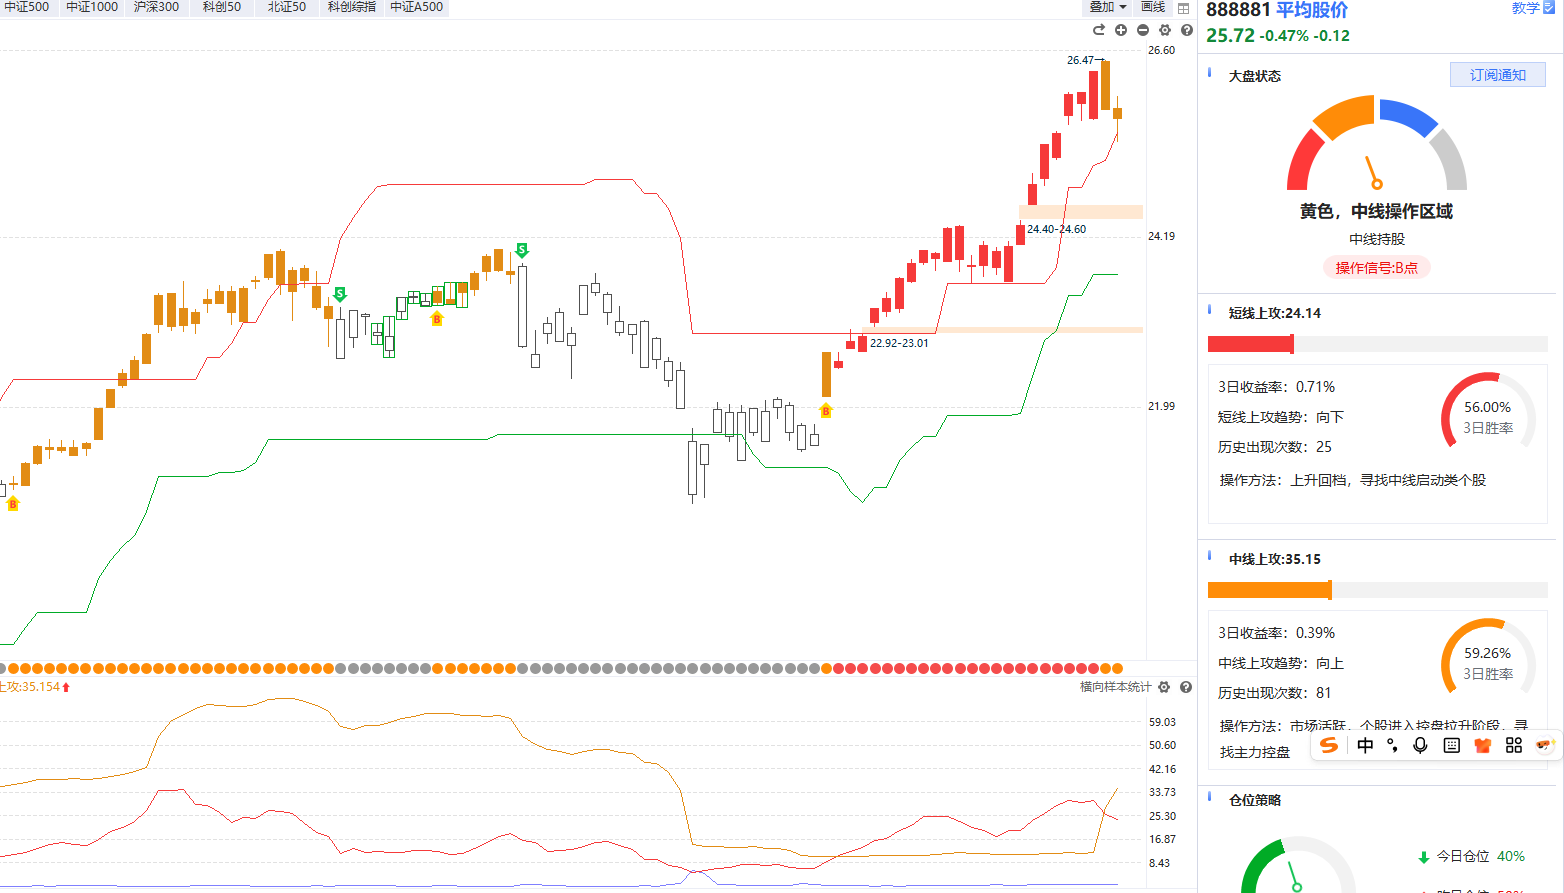 中证500 中证1000 沪深300 科创50 北证50 科创综指 中证A500 叠加 画线
26.60
26.47
24.19
24.40-24.60
22.92-23.01
21.99
S
S
B
B
B
上攻:35.154
横向样本统计
59.03
50.60
42.16
33.73
25.30
16.87
8.43
888881 平均股价 教学
25.72 -0.47% -0.12
大盘状态 订阅通知
黄色，中线操作区域
中线持股
操作信号:B点
短线上攻:24.14
3日收益率：0.71%
短线上攻趋势：向下
历史出现次数：25
操作方法：上升回档，寻找中线启动类个股
56.00%
3日胜率
中线上攻:35.15
3日收益率：0.39%
中线上攻趋势：向上
历史出现次数：81
操作方法：市场活跃，个股进入控盘拉升阶段，寻
找主力控盘
59.26%
3日胜率
中
仓位策略
今日仓位 40%